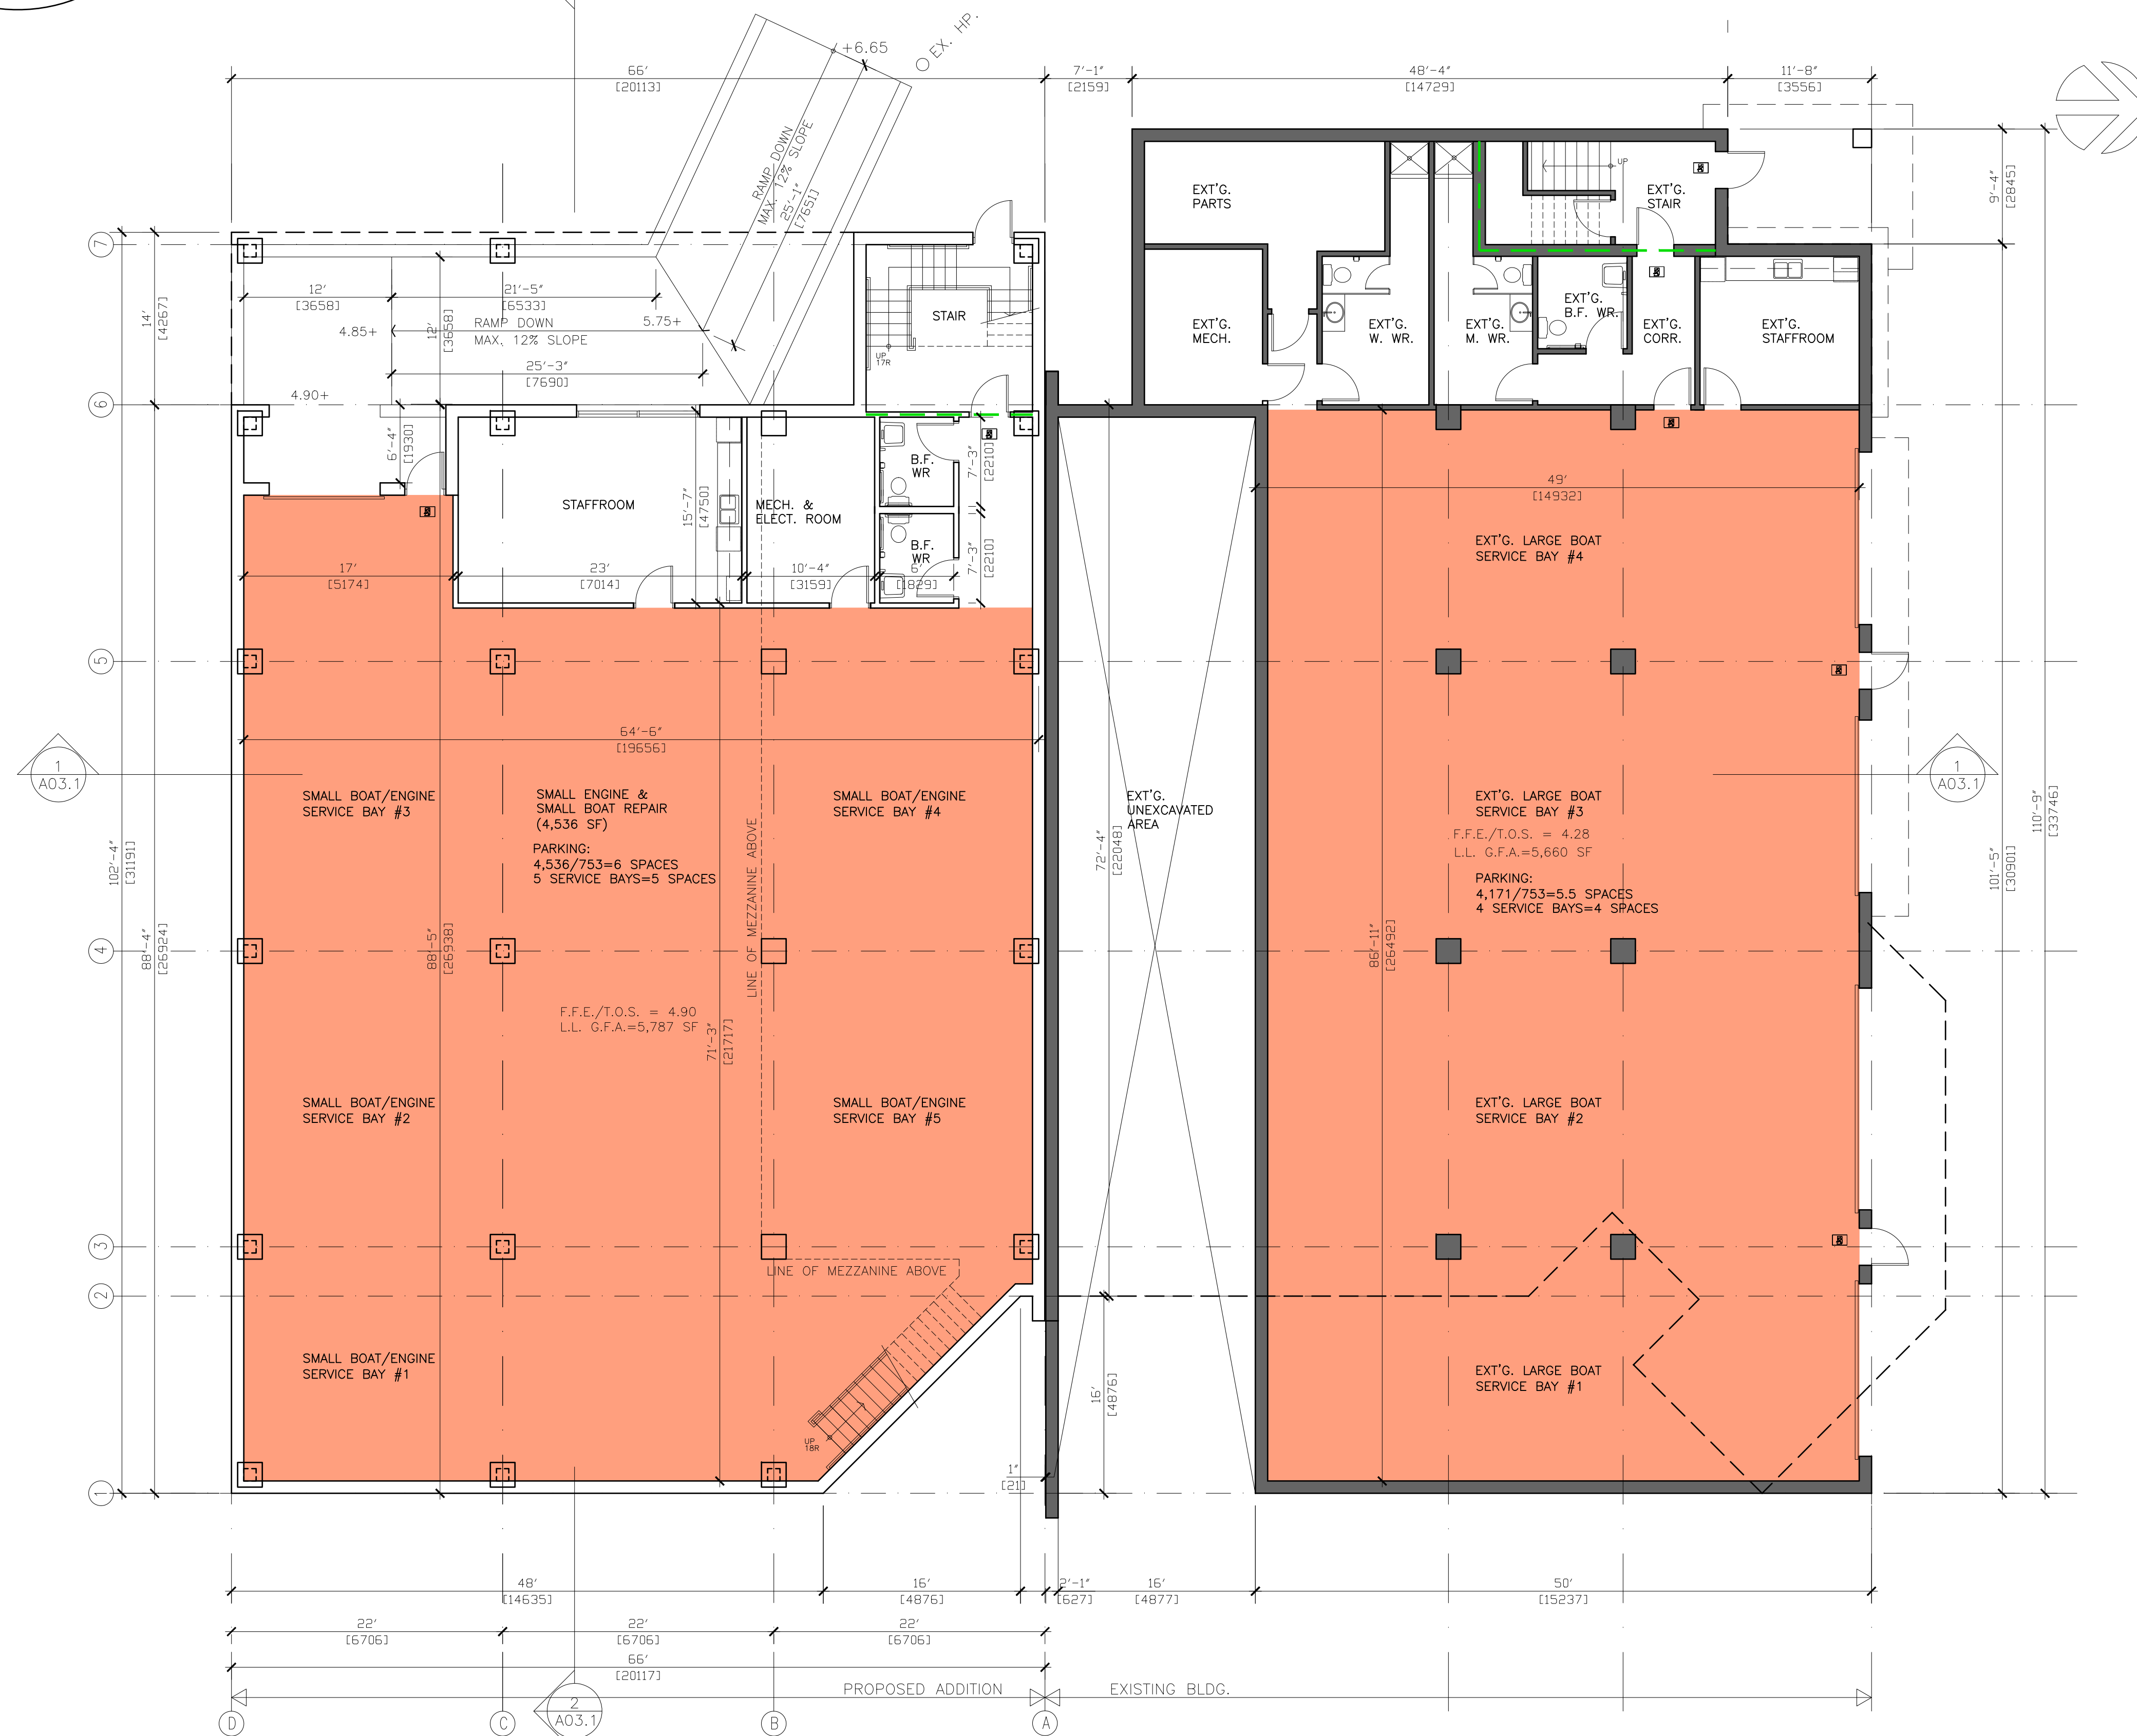 +6.65
EX. HP.
66'
[20113]
7'-1"
[2159]
48'-4"
[14729]
11'-8"
[3556]
RAMP DOWN
MAX. 12% SLOPE
25'-1"
[7651]
9'-4"
[2845]
EXT'G.
PARTS
UP
EXT'G.
STAIR
7
14'
[4267]
12'
[3658]
21'-5"
[6533]
12'
[3658]
4.85+
RAMP DOWN
MAX. 12% SLOPE
5.75+
25'-3"
[7690]
STAIR
UP
17R
EXT'G.
MECH.
EXT'G.
W. WR.
EXT'G.
M. WR.
EXT'G.
B.F. WR.
EXT'G.
CORR.
EXT'G.
STAFFROOM
6
4.90+
6'-4"
[1930]
STAFFROOM
15'-7"
[4750]
MECH. &
ELECT. ROOM
B.F.
WR
7'-3"
[2210]
B.F.
WR
7'-3"
[2210]
17'
[5174]
23'
[7014]
10'-4"
[3159]
6'
[1829]
49'
[14932]
EXT'G. LARGE BOAT
SERVICE BAY #4
5
64'-6"
[19656]
1
A03.1
1
A03.1
SMALL BOAT/ENGINE
SERVICE BAY #3
SMALL ENGINE &
SMALL BOAT REPAIR
(4,536 SF)
PARKING:
4,536/753=6 SPACES
5 SERVICE BAYS=5 SPACES
LINE OF MEZZANINE ABOVE
SMALL BOAT/ENGINE
SERVICE BAY #4
EXT'G.
UNEXCAVATED
AREA
72'-4"
[22048]
EXT'G. LARGE BOAT
SERVICE BAY #3
F.F.E./T.O.S. = 4.28
L.L. G.F.A.=5,660 SF
PARKING:
4,171/753=5.5 SPACES
4 SERVICE BAYS=4 SPACES
102'-4"
[31191]
88'-4"
[26924]
88'-5"
[26938]
86'-11"
[26492]
101'-5"
[30901]
110'-9"
[33746]
4
F.F.E./T.O.S. = 4.90
L.L. G.F.A.=5,787 SF
71'-3"
[21717]
SMALL BOAT/ENGINE
SERVICE BAY #2
SMALL BOAT/ENGINE
SERVICE BAY #5
EXT'G. LARGE BOAT
SERVICE BAY #2
3
LINE OF MEZZANINE ABOVE
2
SMALL BOAT/ENGINE
SERVICE BAY #1
UP
18R
16'
[4876]
EXT'G. LARGE BOAT
SERVICE BAY #1
1"
[21]
1
48'
[14635]
16'
[4876]
2'-1"
[627]
16'
[4877]
50'
[15237]
22'
[6706]
22'
[6706]
22'
[6706]
66'
[20117]
PROPOSED ADDITION
EXISTING BLDG.
2
A03.1
D
C
B
A